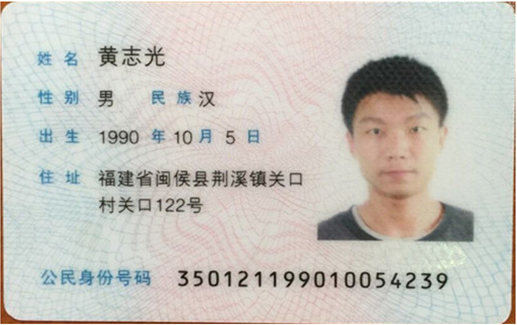 姓名 黄志光
性别 男 民族 汉
出生 1990 年 10 月 5 日
住址 福建省闽侯县荆溪镇关口
村关口122号
公民身份号码 350121199010054239